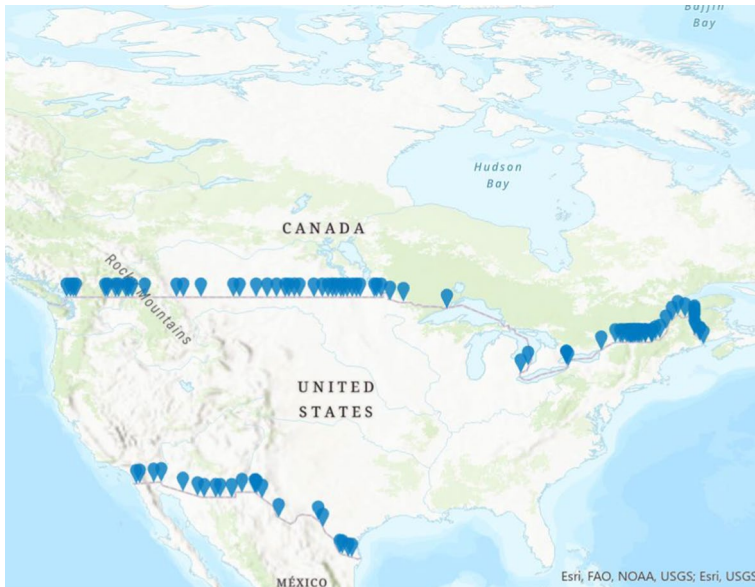 Baffin
Bay
Hudson
Bay
CANADA
Rocky Mountains
UNITED
STATES
MÉXICO
Esri, FAO, NOAA, USGS; Esri, USGS